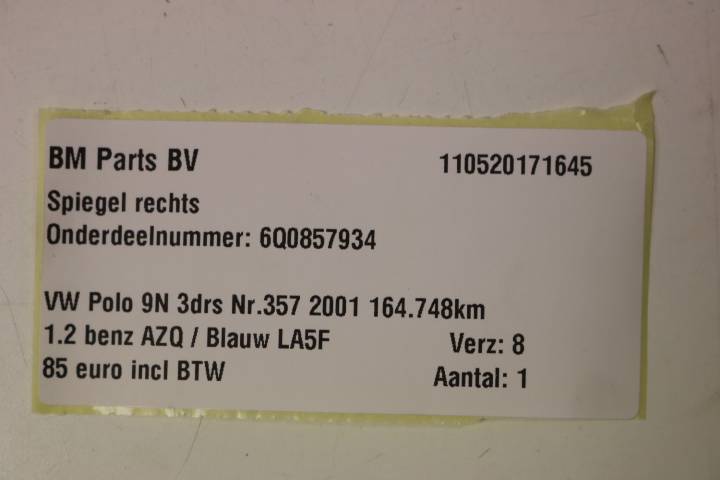 BM Parts BV 110520171645
Spiegel rechts
Onderdeelnummer: 6Q0857934
VW Polo 9N 3drs Nr.357 2001 164.748km
1.2 benz AZQ / Blauw LA5F Verz: 8
85 euro incl BTW Aantal: 1